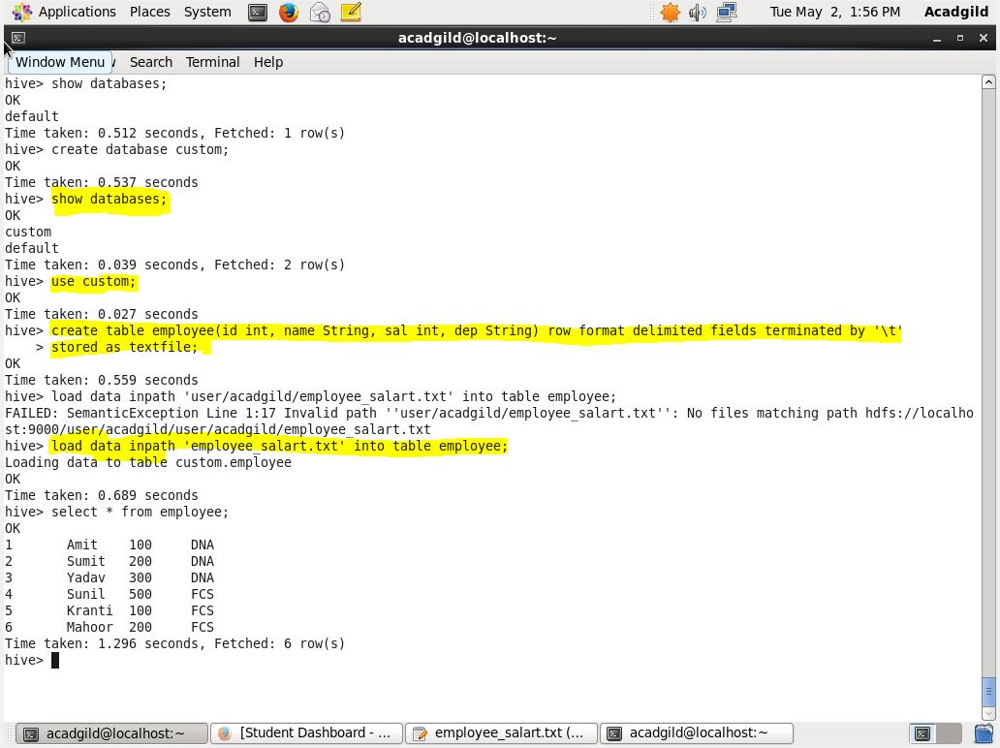 Applications Places System Tue May 2, 1:56 PM Acadgild
acadgild@localhost:~
Window Menu Search Terminal Help
hive> show databases;
OK
default
Time taken: 0.512 seconds, Fetched: 1 row(s)
hive> create database custom;
OK
Time taken: 0.537 seconds
hive> show databases;
OK
custom
default
Time taken: 0.039 seconds, Fetched: 2 row(s)
hive> use custom;
OK
Time taken: 0.027 seconds
hive> create table employee(id int, name String, sal int, dep String) row format delimited fields terminated by '\t'
    > stored as textfile;
OK
Time taken: 0.559 seconds
hive> load data inpath 'user/acadgild/employee_salart.txt' into table employee;
FAILED: SemanticException Line 1:17 Invalid path ''user/acadgild/employee_salart.txt'': No files matching path hdfs://localho
st:9000/user/acadgild/user/acadgild/employee_salart.txt
hive> load data inpath 'employee_salart.txt' into table employee;
Loading data to table custom.employee
OK
Time taken: 0.689 seconds
hive> select * from employee;
OK
1 Amit 100 DNA
2 Sumit 200 DNA
3 Yadav 300 DNA
4 Sunil 500 FCS
5 Kranti 100 FCS
6 Mahoor 200 FCS
Time taken: 1.296 seconds, Fetched: 6 row(s)
hive>
acadgild@localhost:~ [Student Dashboard - ... employee_salart.txt (... acadgild@localhost:~